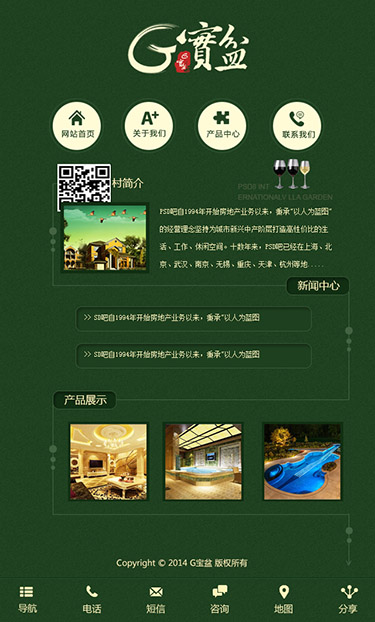 G寶盆
网站首页
关于我们
产品中心
联系我们
村简介
PSD8 INT
ERNATIONALV LLA GARDEN
PSD吧自1994年开始房地产业务以来，秉承“以人为蓝图”
的经营理念坚持为城市新兴中产阶层打造高性价比的生
活、工作、休闲空间。十数年来，PSD吧已经在上海、北
京、武汉、南京、无锡、重庆、天津、杭州等地.....
新闻中心
>> SD吧自1994年开始房地产业务以来，秉承“以人为蓝图
>> SD吧自1994年开始房地产业务以来，秉承“以人为蓝图
产品展示
Copyright © 2014 G宝盆 版权所有
导航
电话
短信
咨询
地图
分享